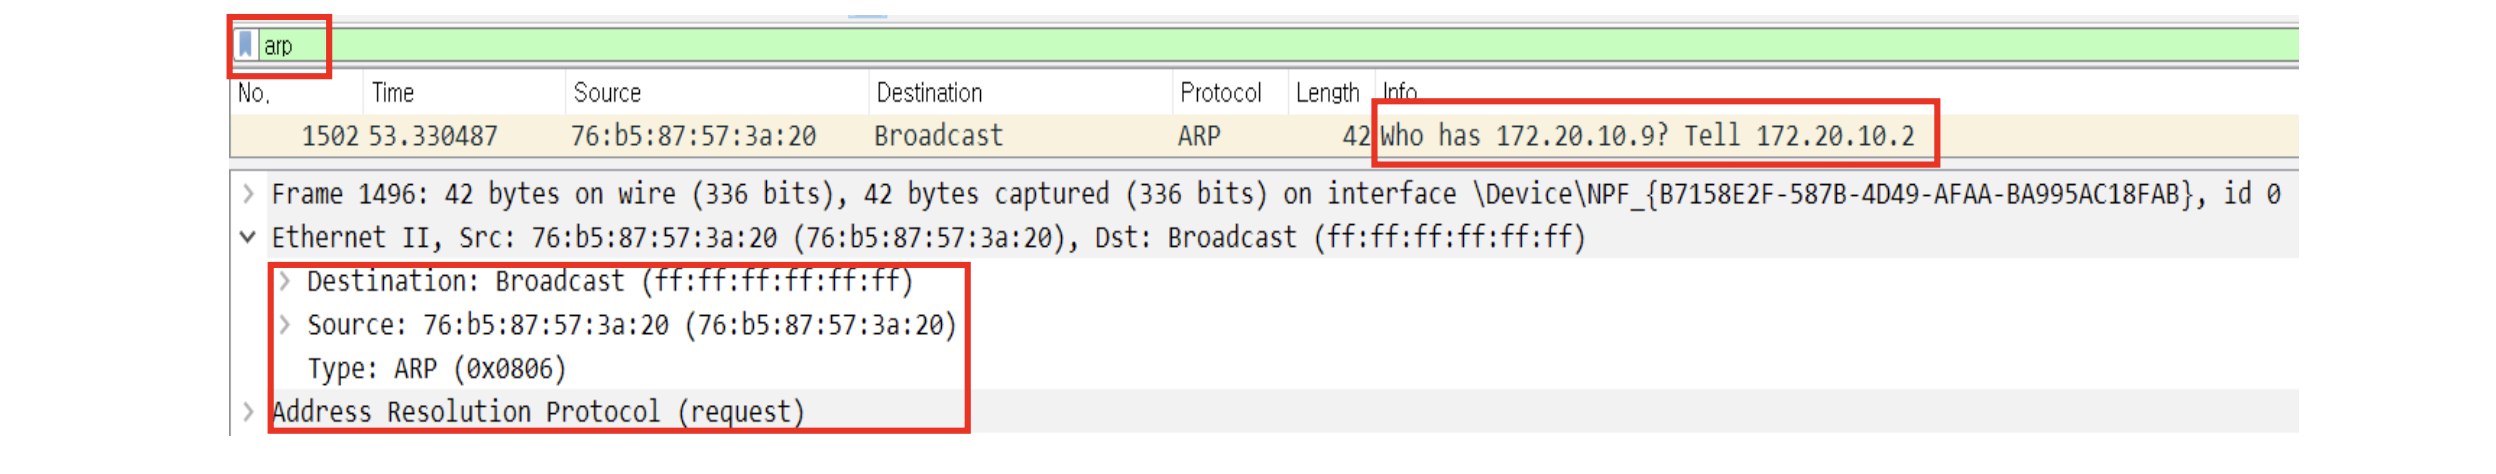 arp
No. Time Source Destination Protocol Length Info
1502 53.330487 76:b5:87:57:3a:20 Broadcast ARP 42 Who has 172.20.10.9? Tell 172.20.10.2
Frame 1496: 42 bytes on wire (336 bits), 42 bytes captured (336 bits) on interface \Device\NPF_{B7158E2F-587B-4D49-AFAA-BA995AC18FAB}, id 0
Ethernet II, Src: 76:b5:87:57:3a:20 (76:b5:87:57:3a:20), Dst: Broadcast (ff:ff:ff:ff:ff:ff)
Destination: Broadcast (ff:ff:ff:ff:ff:ff)
Source: 76:b5:87:57:3a:20 (76:b5:87:57:3a:20)
Type: ARP (0x0806)
Address Resolution Protocol (request)